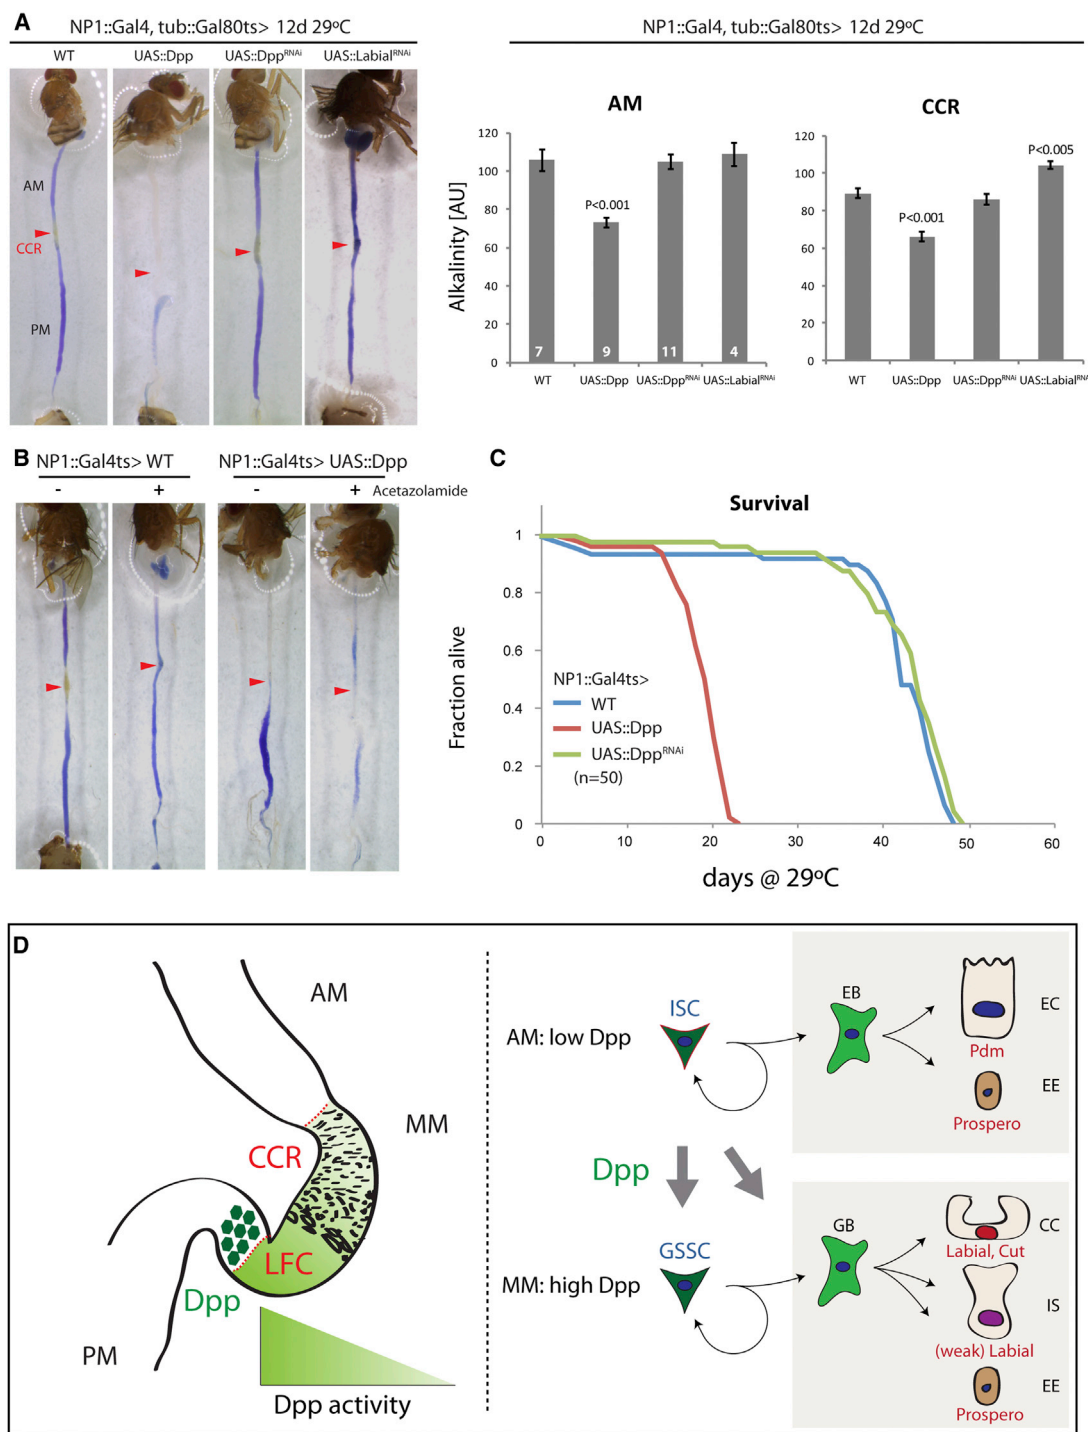 A
NP1::Gal4, tub::Gal80ts> 12d 29ºC
WT UAS::Dpp UAS::DppRNAi UAS::LabialRNAi
AM
CCR
PM
NP1::Gal4, tub::Gal80ts> 12d 29ºC
AM
Alkalinity [AU]
120
100
80
60
40
20
0
P<0.001
7 9 11 4
WT UAS::Dpp UAS::DppRNAi UAS::LabialRNAi
CCR
120
100
80
60
40
20
0
P<0.001
P<0.005
WT UAS::Dpp UAS::DppRNAi UAS::LabialRNA
B
NP1::Gal4ts> WT NP1::Gal4ts> UAS::Dpp
- + - + Acetazolamide
C
Survival
Fraction alive
1
0.8
0.6
0.4
0.2
0
NP1::Gal4ts>
WT
UAS::Dpp
UAS::DppRNAi
(n=50)
0 10 20 30 40 50 60
days @ 29ºC
D
AM
MM
CCR
LFC
Dpp
PM
Dpp activity
AM: low Dpp
ISC
EB
EC
Pdm
EE
Prospero
Dpp
MM: high Dpp
GSSC
GB
CC
Labial, Cut
IS
(weak) Labial
EE
Prospero